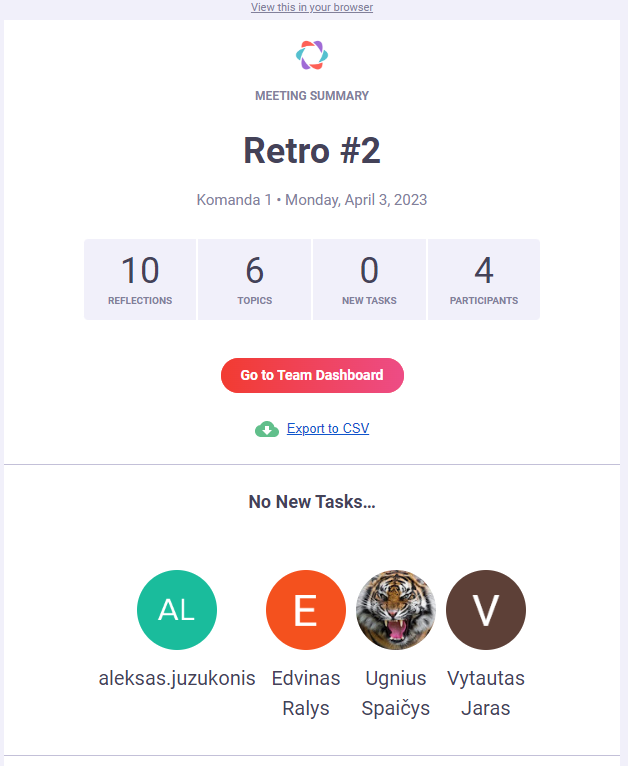 View this in your browser
MEETING SUMMARY
Retro #2
Komanda 1 • Monday, April 3, 2023
10 6 0 4
REFLECTIONS TOPICS NEW TASKS PARTICIPANTS
Go to Team Dashboard
Export to CSV
No New Tasks…
AL E V
aleksas.juzukonis Edvinas Ugnius Vytautas
Ralys Spaičys Jaras